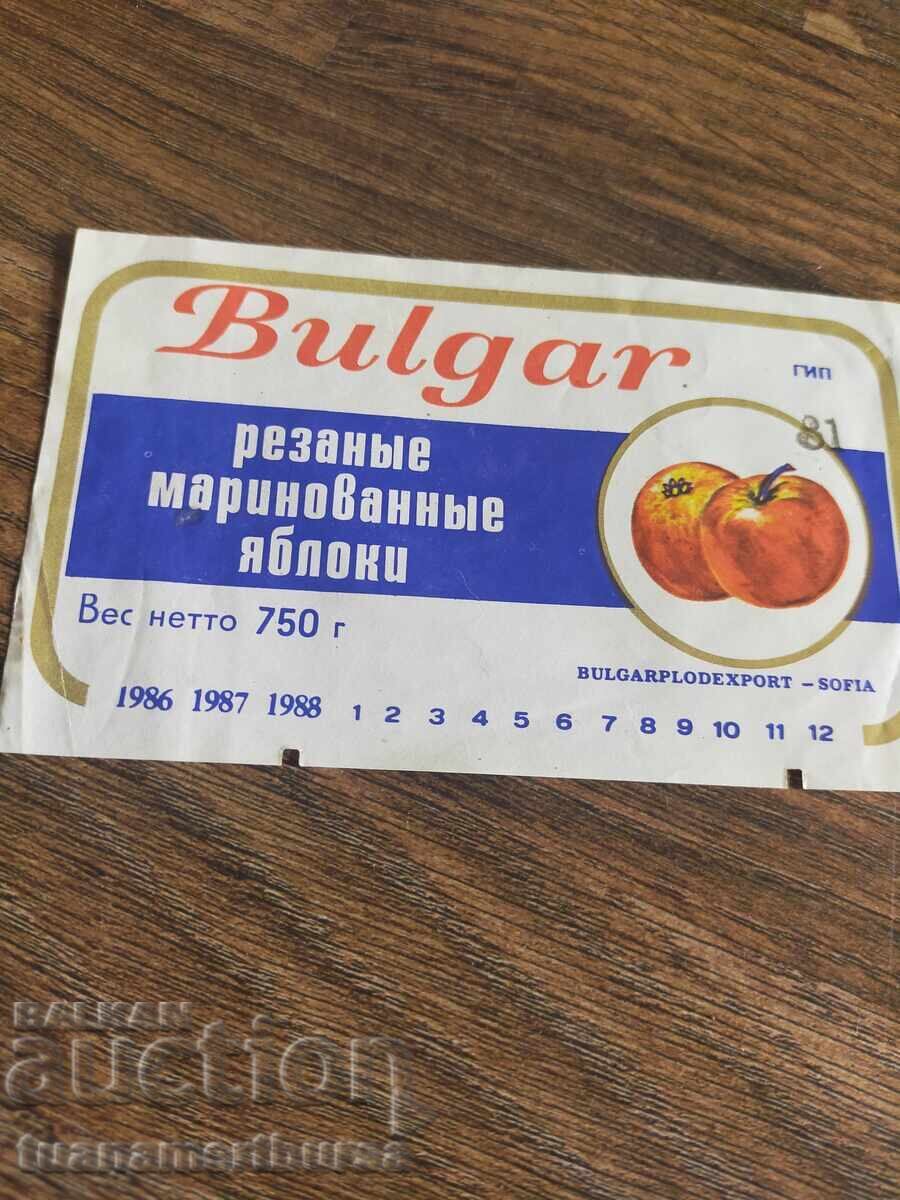 Bulgar
ГИП
81
резаные
маринованные
яблоки
Вес нетто 750 г
BULGARPLODEXPORT – SOFIA
1986 1987 1988 1 2 3 4 5 6 7 8 9 10 11 12
BALKAN
auction
tuanamertbursa